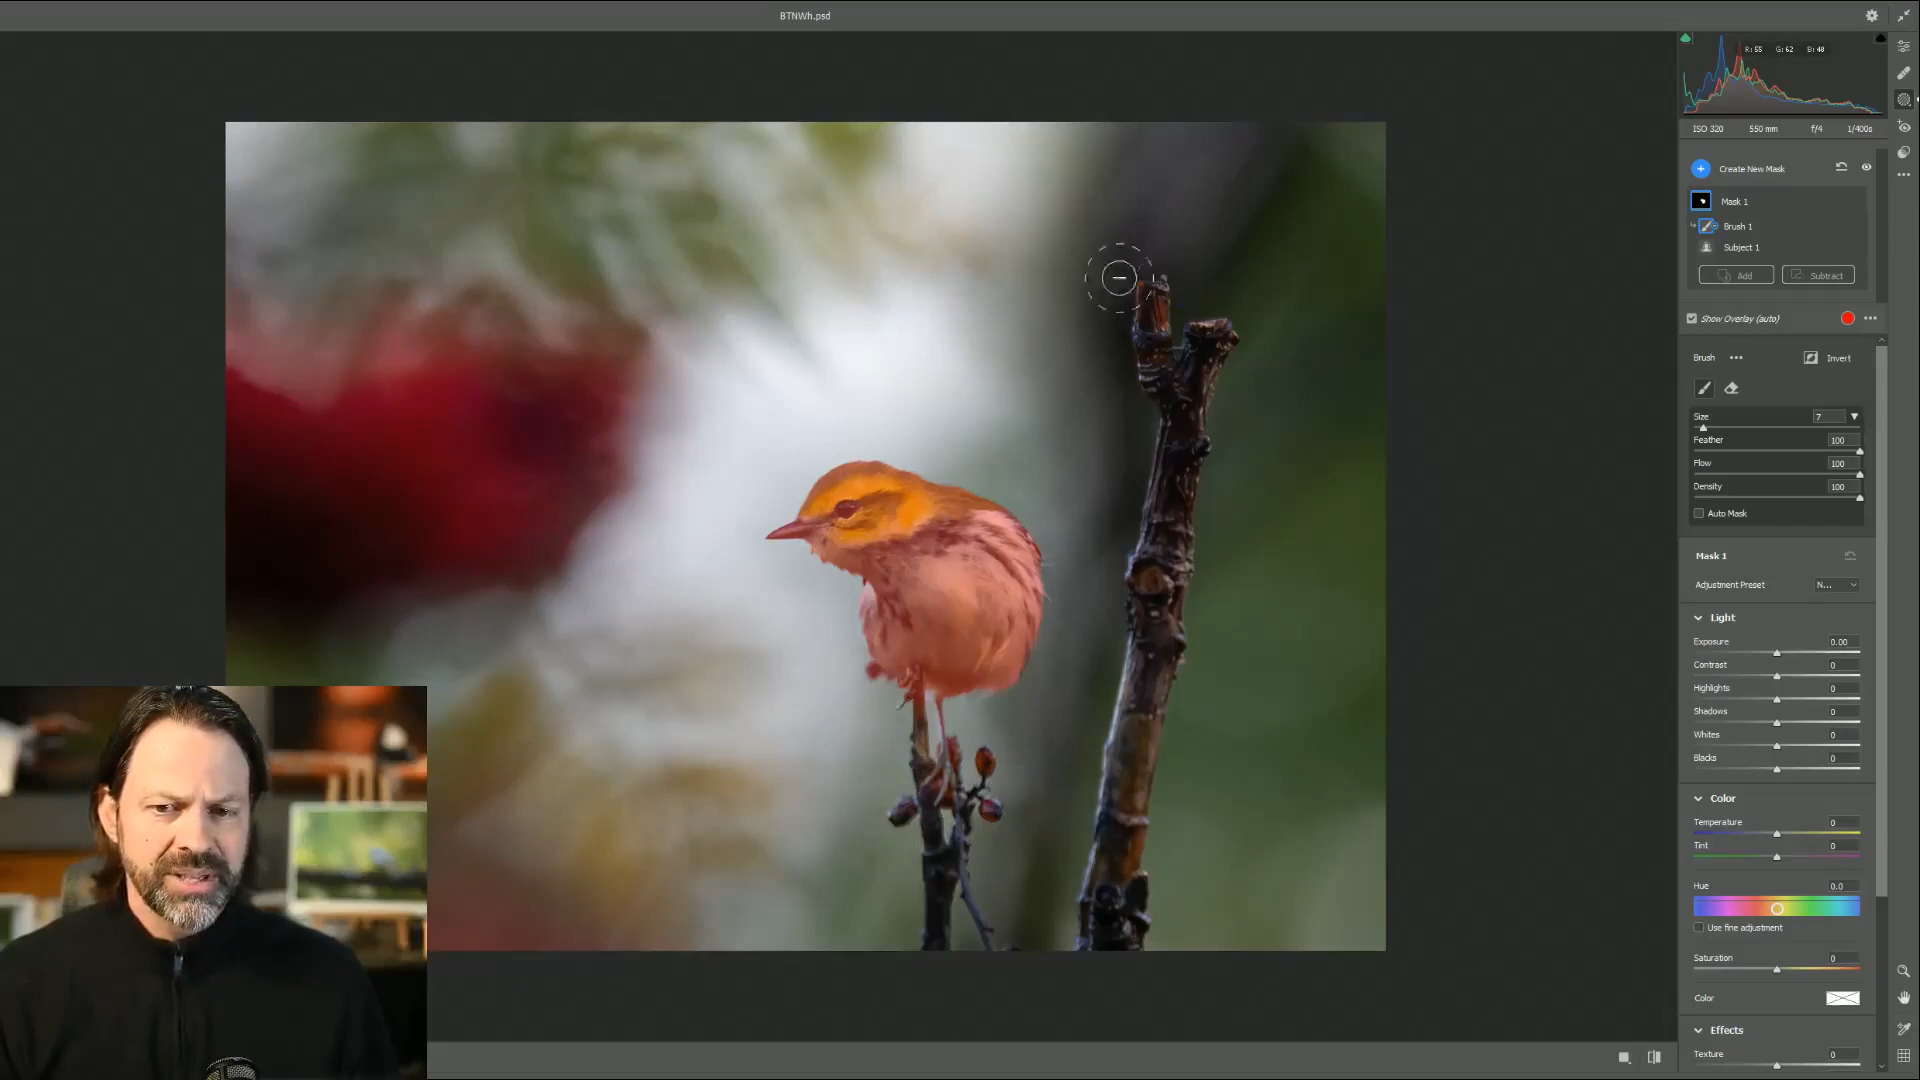 BTNWh.psd
R: 55 G: 62 B: 48
ISO 320 550 mm f/4 1/400s
Create New Mask
Mask 1
Brush 1
Subject 1
Add Subtract
Show Overlay (auto)
Brush Invert
Size 7
Feather 100
Flow 100
Density 100
Auto Mask
Mask 1
Adjustment Preset N...
Light
Exposure 0.00
Contrast 0
Highlights 0
Shadows 0
Whites 0
Blacks 0
Color
Temperature 0
Tint 0
Hue 0.0
Use fine adjustment
Saturation 0
Color
Effects
Texture 0